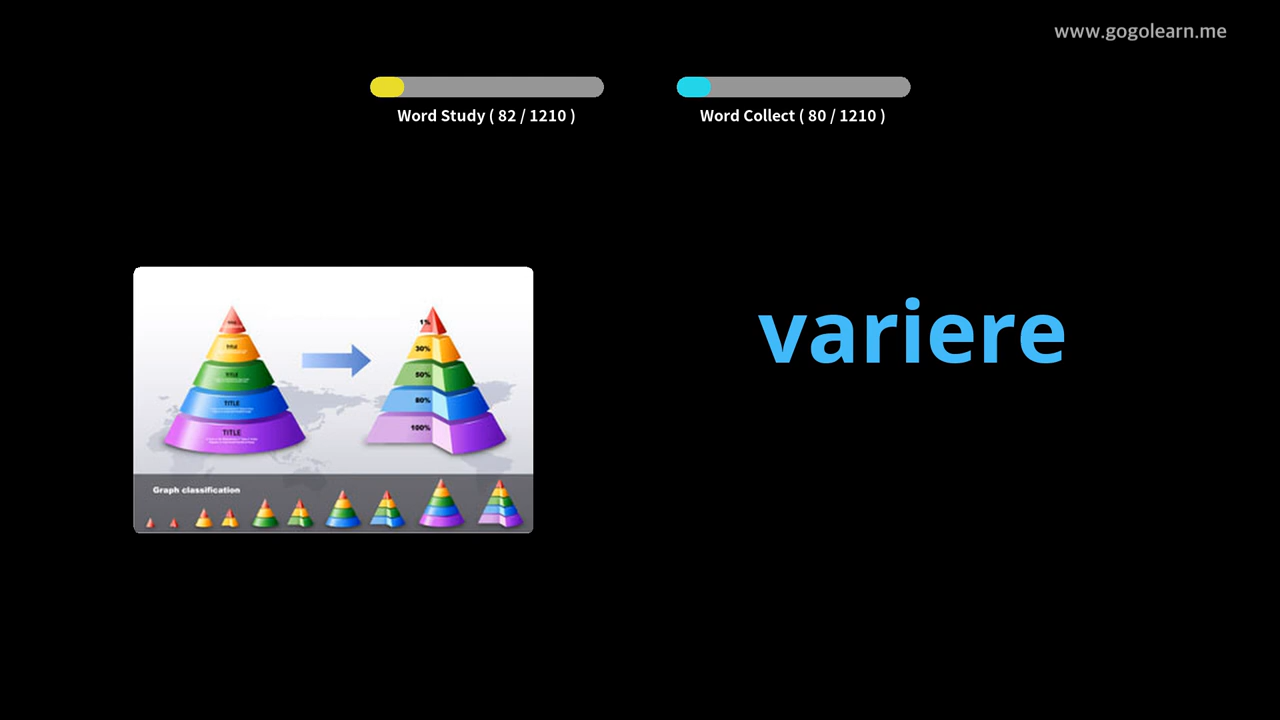 www.gogolearn.me
Word Study ( 82 / 1210 )
Word Collect ( 80 / 1210 )
variere
TITLE
TITLE
TITLE
TITLE
1%
30%
50%
80%
100%
Graph classification